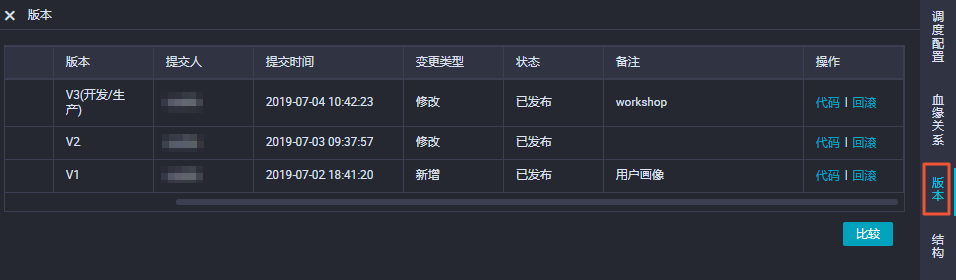 版本
版本 提交人 提交时间 变更类型 状态 备注 操作
V3(开发/生产) 2019-07-04 10:42:23 修改 已发布 workshop 代码 | 回滚
V2 2019-07-03 09:37:57 修改 已发布 代码 | 回滚
V1 2019-07-02 18:41:20 新增 已发布 用户画像 代码 | 回滚
比较
调度配置
血缘关系
版本
结构